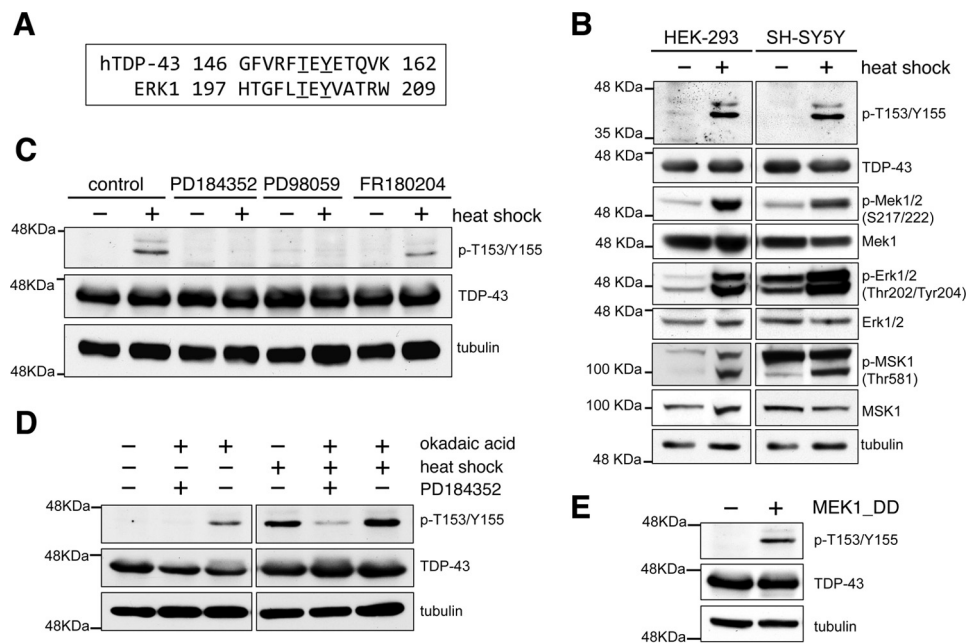 A
hTDP-43 146 GFVRFTEYETQVK 162
ERK1 197 HTGFLTEYVATRW 209
B
HEK-293 SH-SY5Y
− + − + heat shock
48 KDa
35 KDa
p-T153/Y155
48 KDa
TDP-43
48 KDa
p-Mek1/2
(S217/222)
48 KDa
Mek1
48 KDa
p-Erk1/2
(Thr202/Tyr204)
48 KDa
Erk1/2
100 KDa
p-MSK1
(Thr581)
100 KDa
MSK1
48 KDa
tubulin
C
control PD184352 PD98059 FR180204
− + − + − + − + heat shock
48KDa
p-T153/Y155
48KDa
TDP-43
48KDa
tubulin
D
− + + − + + okadaic acid
− − − + + + heat shock
− + − − + − PD184352
48KDa
p-T153/Y155
48KDa
TDP-43
48KDa
tubulin
E
− + MEK1_DD
48KDa
p-T153/Y155
48KDa
TDP-43
48KDa
tubulin